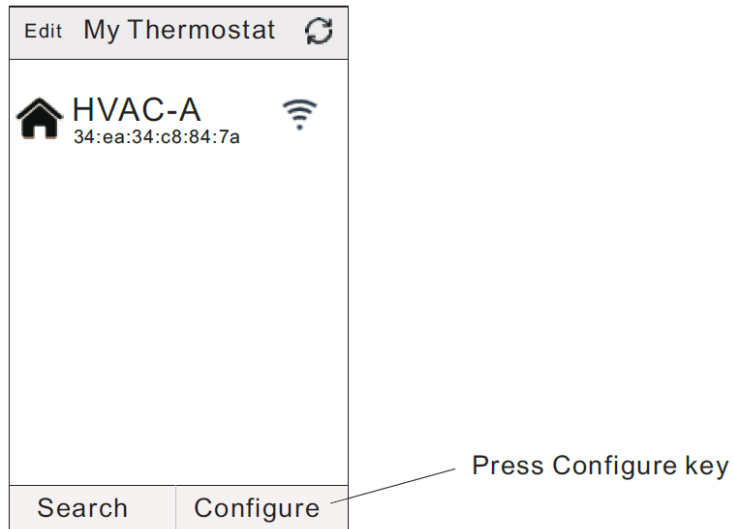 Edit My Thermostat
HVAC-A
34:ea:34:c8:84:7a
Press Configure key
Search Configure